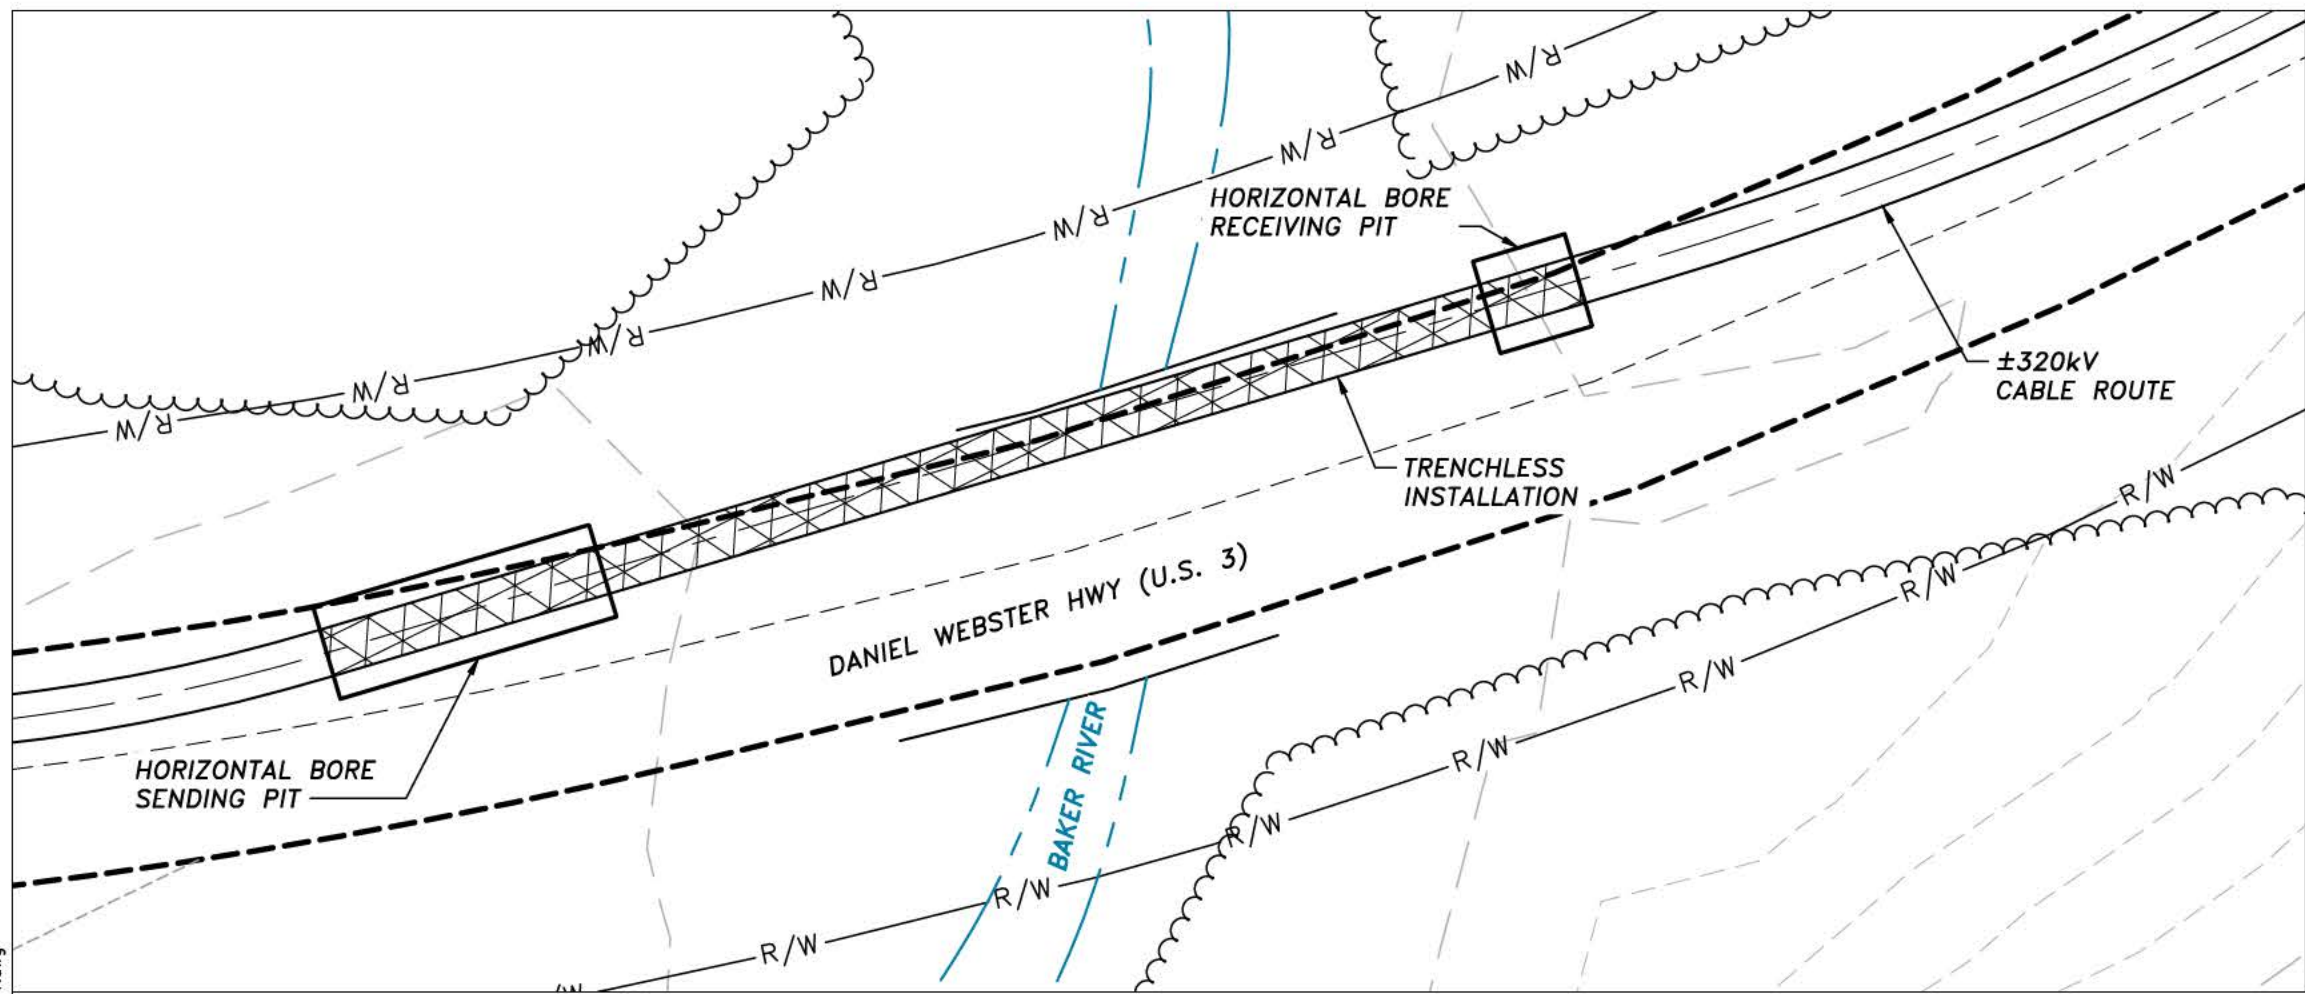 R/W
R/W
R/W
HORIZONTAL BORE
RECEIVING PIT
R/W
R/W
R/W
R/W
R/W
±320kV
CABLE ROUTE
TRENCHLESS
INSTALLATION
R/W
DANIEL WEBSTER HWY (U.S. 3)
R/W
R/W
BAKER RIVER
R/W
HORIZONTAL BORE
SENDING PIT
R/W
R/W
R/W
/W